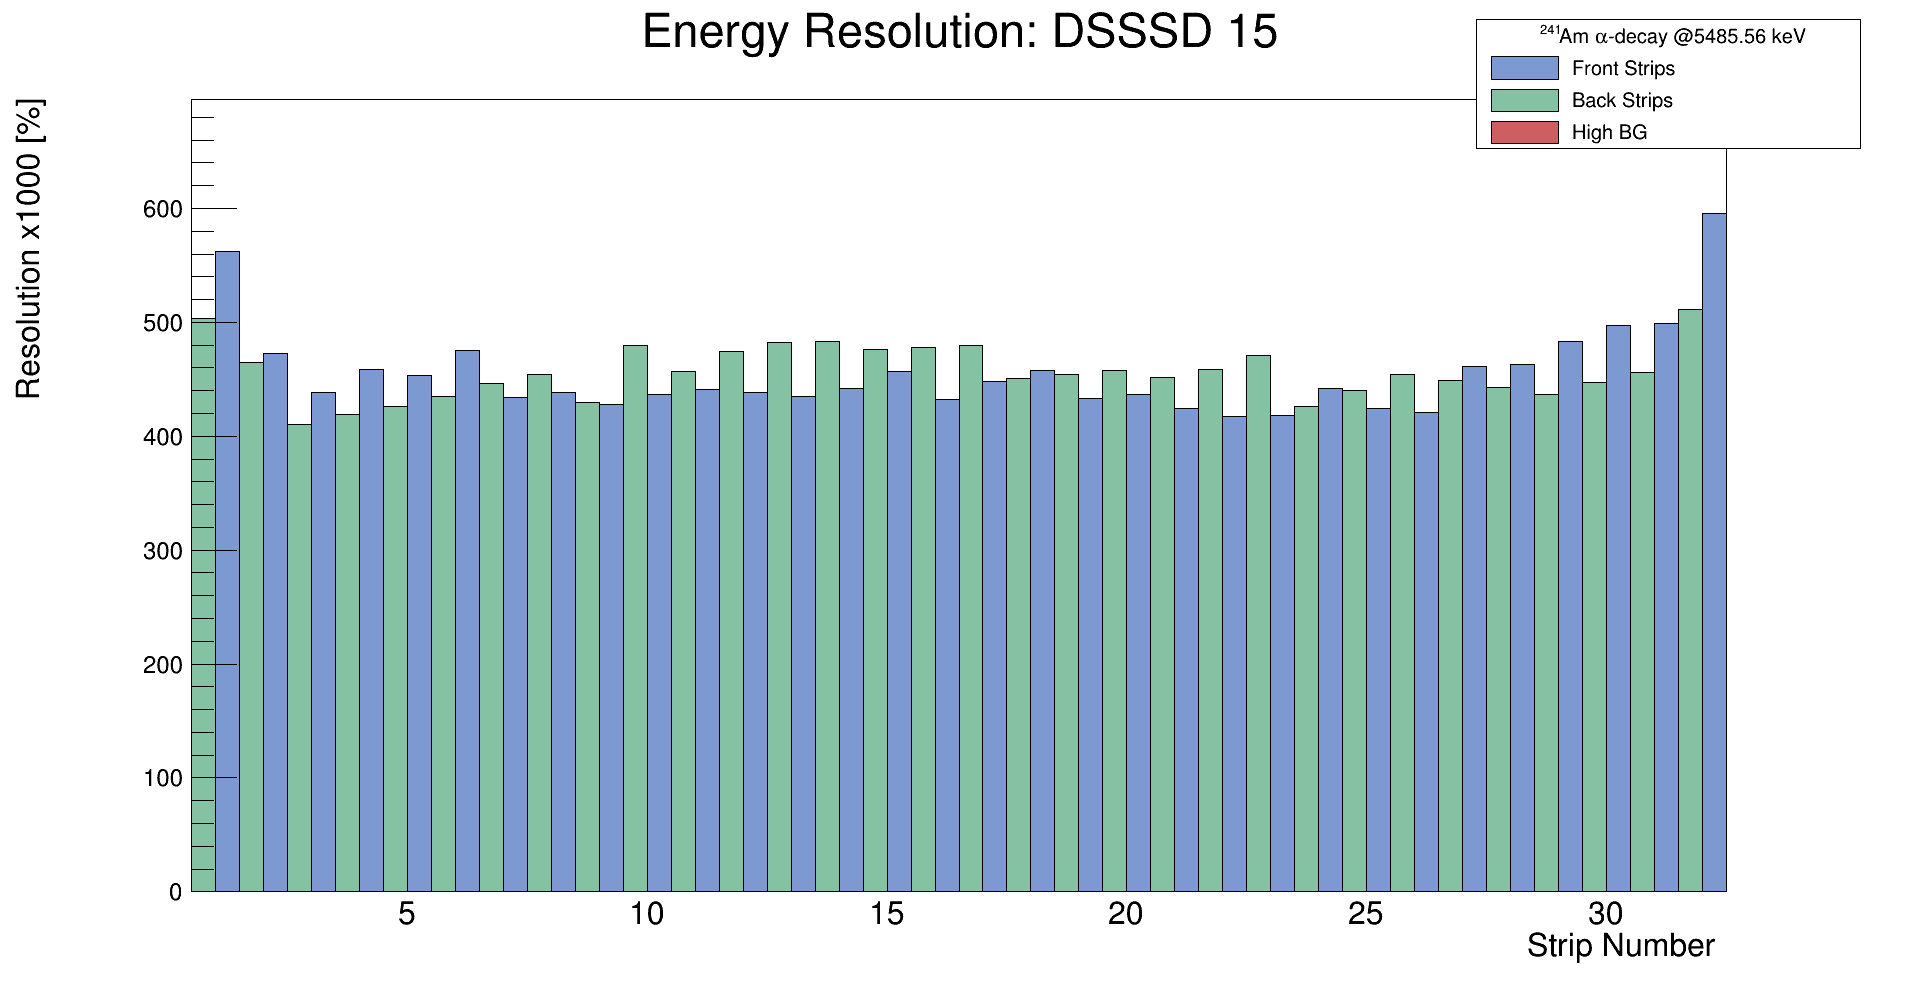 Energy Resolution: DSSSD 15
²⁴¹Am α-decay @5485.56 keV
Front Strips
Back Strips
High BG
Resolution x1000 [%]
600
500
400
300
200
100
0
5 10 15 20 25 30
Strip Number